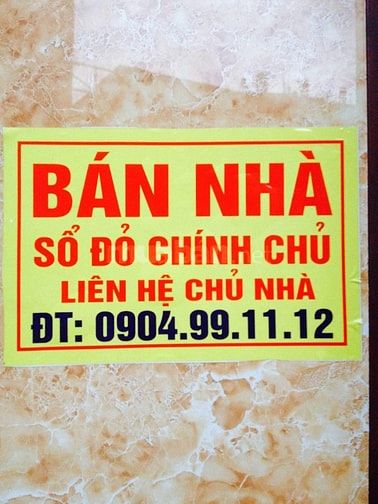 BÁN NHÀ
SỔ ĐỎ CHÍNH CHỦ
LIÊN HỆ CHỦ NHÀ
ĐT: 0904.99.11.12